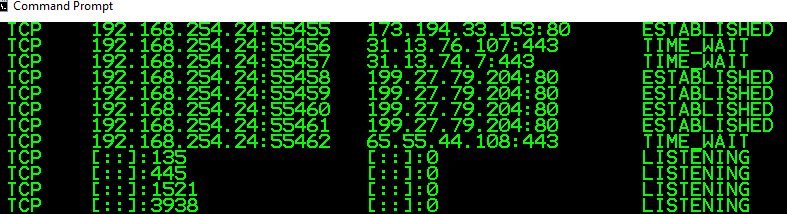 Command Prompt
TCP 192.168.254.24:55455 173.194.33.153:80 ESTABLISHED
TCP 192.168.254.24:55456 31.13.76.107:443 TIME_WAIT
TCP 192.168.254.24:55457 31.13.74.7:443 TIME_WAIT
TCP 192.168.254.24:55458 199.27.79.204:80 ESTABLISHED
TCP 192.168.254.24:55459 199.27.79.204:80 ESTABLISHED
TCP 192.168.254.24:55460 199.27.79.204:80 ESTABLISHED
TCP 192.168.254.24:55461 199.27.79.204:80 ESTABLISHED
TCP 192.168.254.24:55462 65.55.44.108:443 TIME_WAIT
TCP [::]:135 [::]:0 LISTENING
TCP [::]:445 [::]:0 LISTENING
TCP [::]:1521 [::]:0 LISTENING
TCP [::]:3938 [::]:0 LISTENING